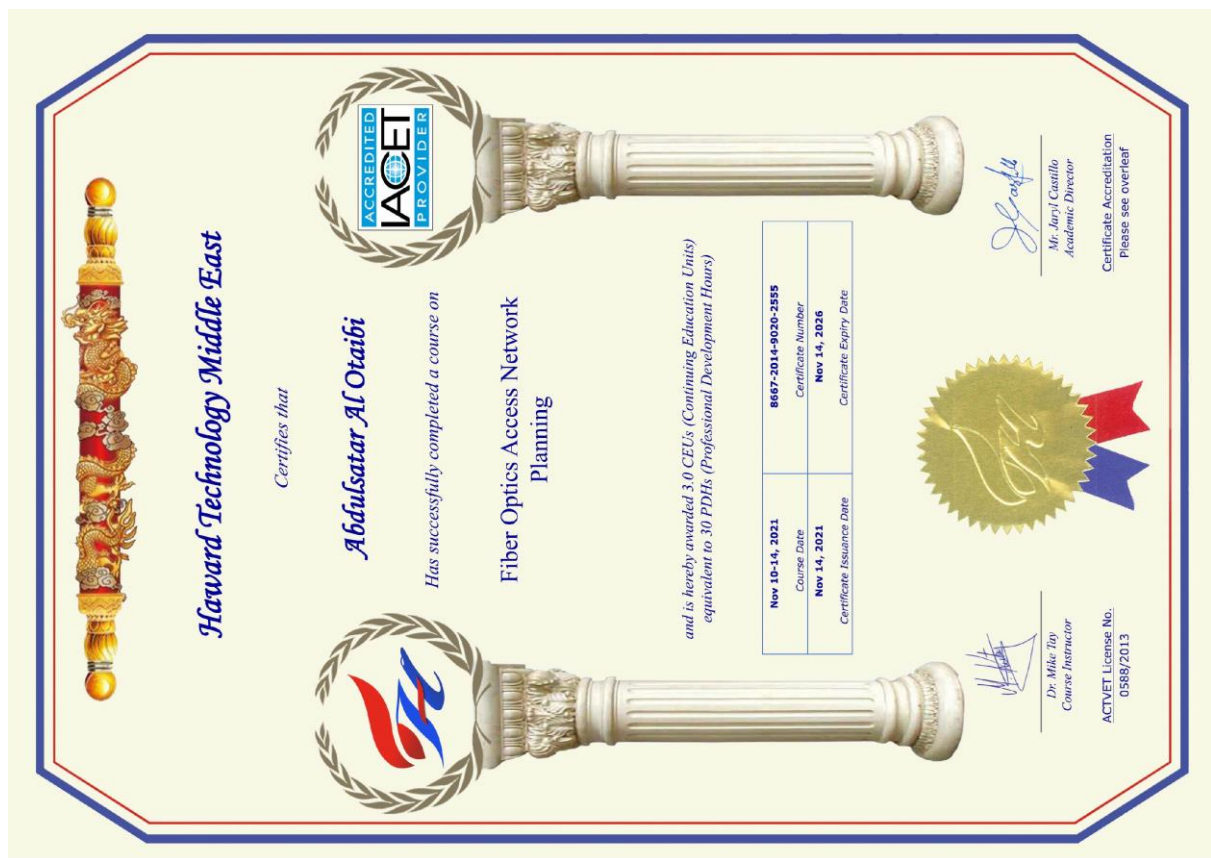 Haward Technology Middle East
Certifies that
ACCREDITED
IACET
PROVIDER
Abdulsatar Al Otaibi
Has successfully completed a course on
Fiber Optics Access Network
Planning
and is hereby awarded 3.0 CEUs (Continuing Education Units)
equivalent to 30 PDHs (Professional Development Hours)
Nov 10-14, 2021
8667-2014-9020-2555
Course Date
Certificate Number
Nov 14, 2021
Nov 14, 2026
Certificate Issuance Date
Certificate Expiry Date
Dr. Mike Tay
Course Instructor
Mr. Jaryl Castillo
Academic Director
ACTVET License No.
0588/2013
Certificate Accreditation
Please see overleaf